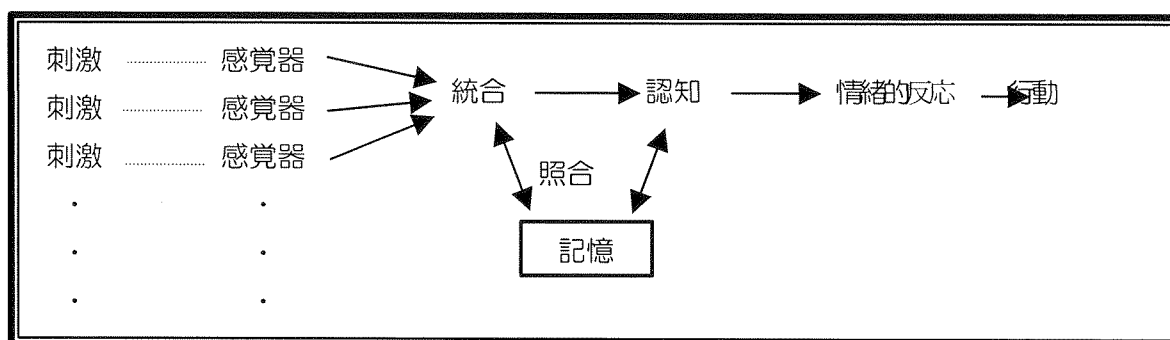 刺激 感覚器
刺激 感覚器 統合 認知 情緒的反応 行動
刺激 感覚器
照合
記憶